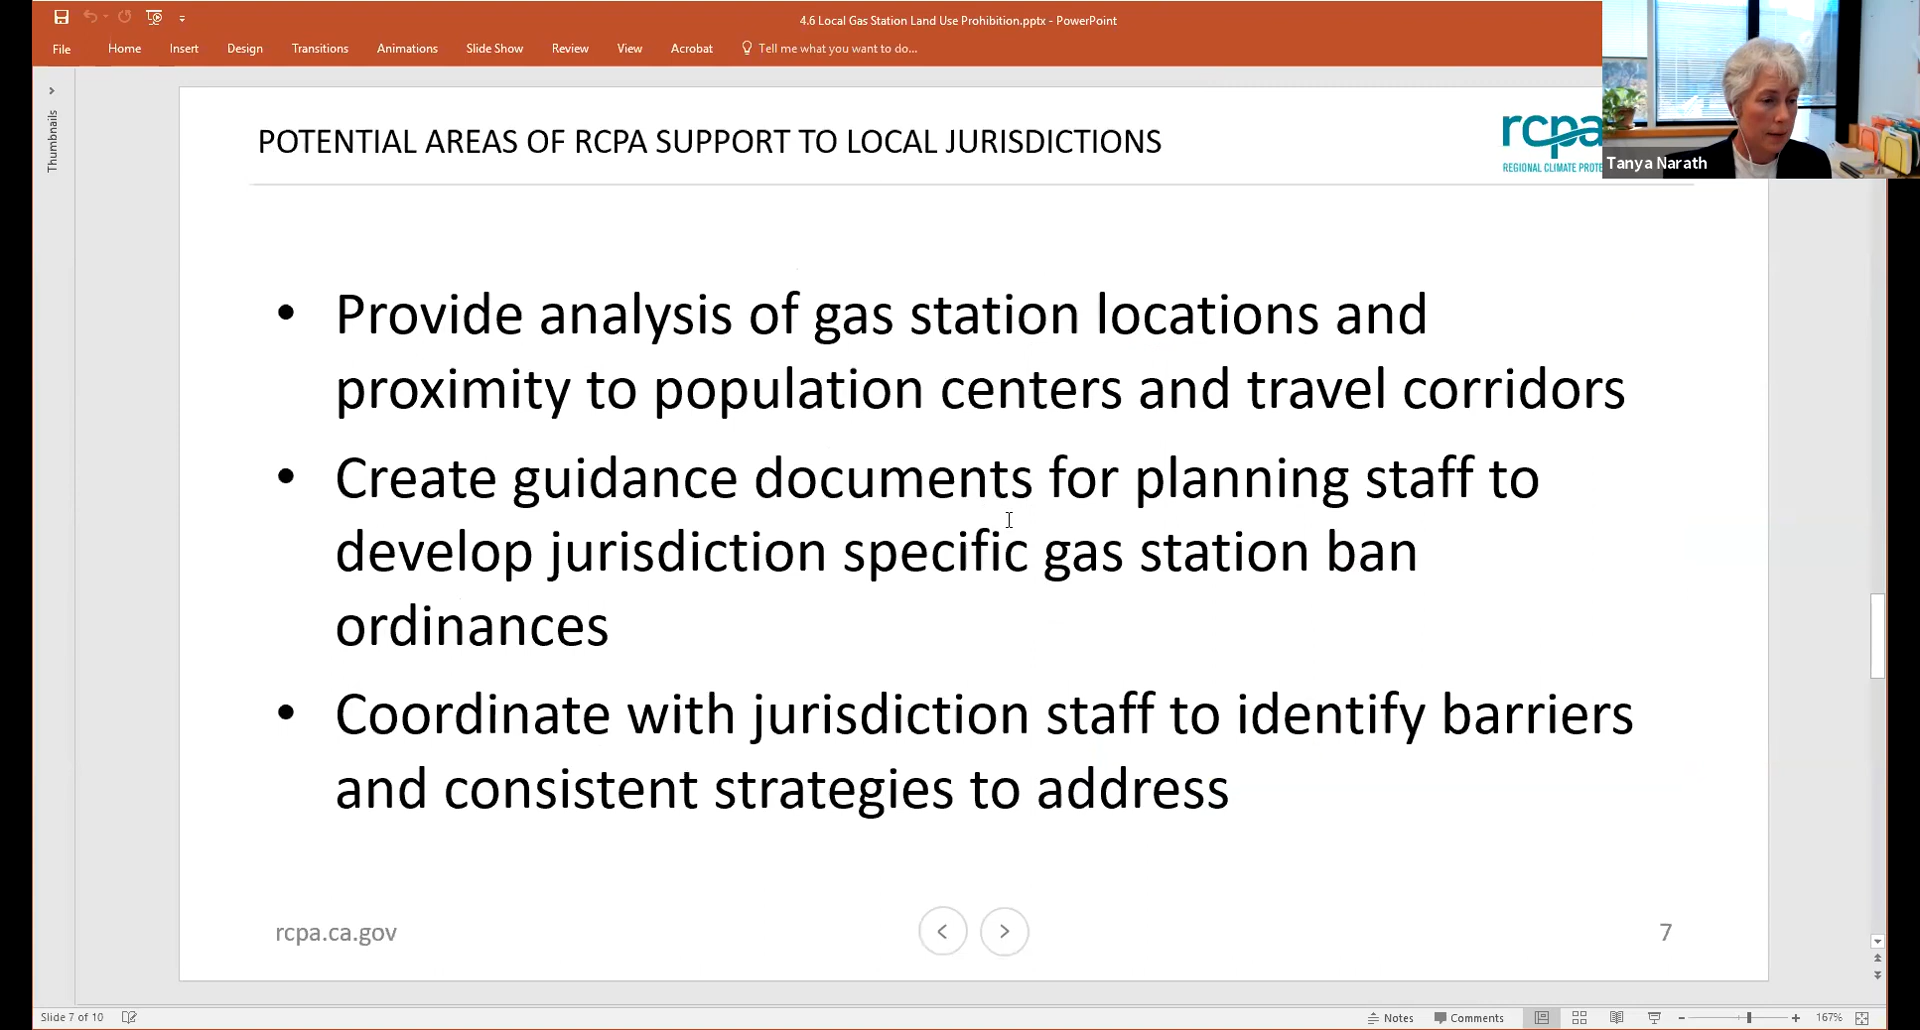 4.6 Local Gas Station Land Use Prohibition.pptx - PowerPoint
File Home Insert Design Transitions Animations Slide Show Review View Acrobat Tell me what you want to do...
Thumbnails
POTENTIAL AREAS OF RCPA SUPPORT TO LOCAL JURISDICTIONS
rcpa
REGIONAL CLIMATE
Tanya Narath
• Provide analysis of gas station locations and
proximity to population centers and travel corridors
• Create guidance documents for planning staff to
develop jurisdiction specific gas station ban
ordinances
• Coordinate with jurisdiction staff to identify barriers
and consistent strategies to address
rcpa.ca.gov
7
Slide 7 of 10
Notes Comments 167%